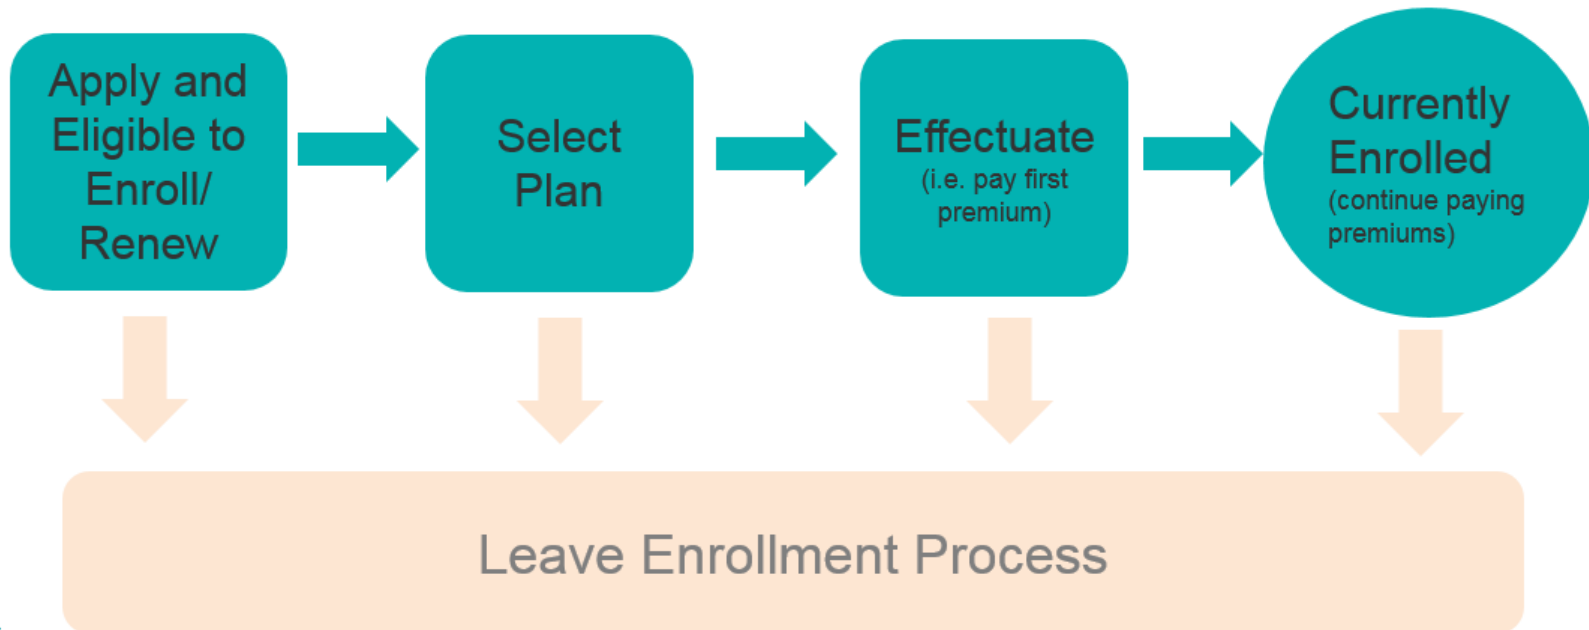 Apply and
Eligible to
Enroll/
Renew
Select
Plan
Effectuate
(i.e. pay first
premium)
Currently
Enrolled
(continue paying
premiums)
Leave Enrollment Process